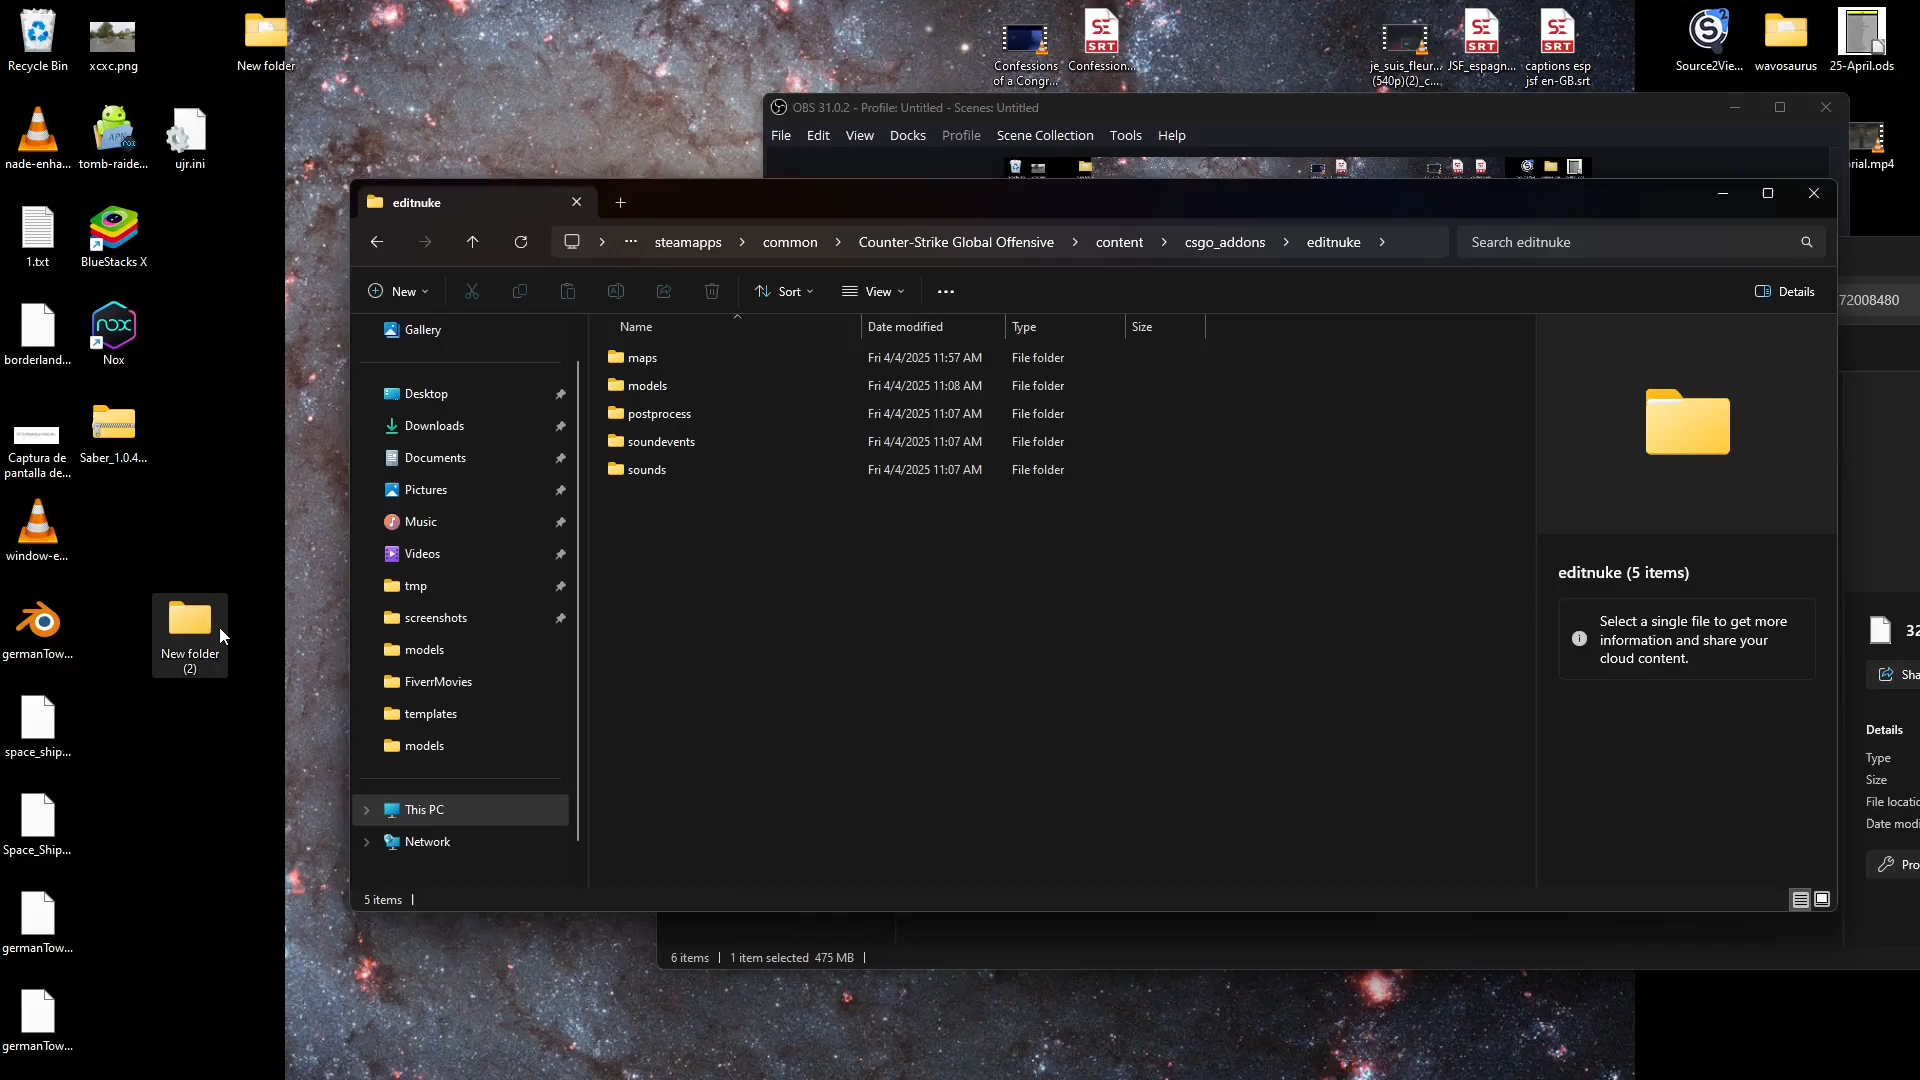 Recycle Bin
xcxc.png
New folder
Confessions
of a Congr...
Confession...
je_suis_fleur...
(540p)(2)_c...
JSF_espagn...
captions esp
jsf en-GB.srt
Source2Vie...
wavosaurus
25-April.ods
nade-enha...
tomb-raide...
ujr.ini
rial.mp4
1.txt
BlueStacks X
borderland...
Nox
Captura de
pantalla de...
Saber_1.0.4...
window-e...
germanTow...
New folder
(2)
space_ship...
Space_Ship...
germanTow...
germanTow...
OBS 31.0.2 - Profile: Untitled - Scenes: Untitled
File Edit View Docks Profile Scene Collection Tools Help
editnuke
steamapps > common > Counter-Strike Global Offensive > content > csgo_addons > editnuke >
Search editnuke
New
Sort
View
Details
Gallery
Desktop
Downloads
Documents
Pictures
Music
Videos
tmp
screenshots
models
FiverrMovies
templates
models
This PC
Network
Name Date modified Type Size
maps Fri 4/4/2025 11:57 AM File folder
models Fri 4/4/2025 11:08 AM File folder
postprocess Fri 4/4/2025 11:07 AM File folder
soundevents Fri 4/4/2025 11:07 AM File folder
sounds Fri 4/4/2025 11:07 AM File folder
editnuke (5 items)
Select a single file to get more
information and share your
cloud content.
5 items
72008480
32
Sha
Details
Type
Size
File locatio
Date modi
Pro
6 items 1 item selected 475 MB